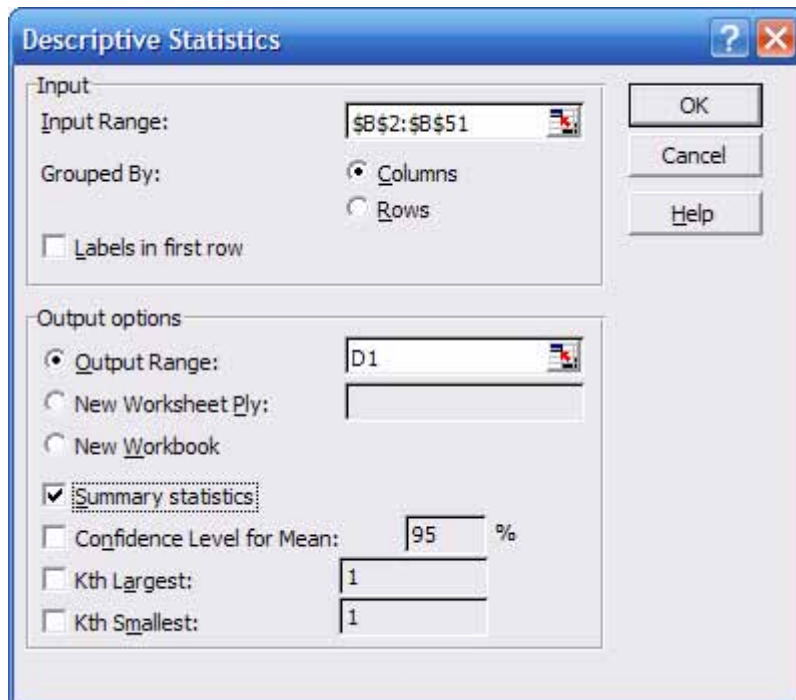 Descriptive Statistics
Input
Input Range: $B$2:$B$51
Grouped By: Columns
Rows
Labels in first row
OK
Cancel
Help
Output options
Output Range: D1
New Worksheet Ply:
New Workbook
Summary statistics
Confidence Level for Mean: 95 %
Kth Largest: 1
Kth Smallest: 1